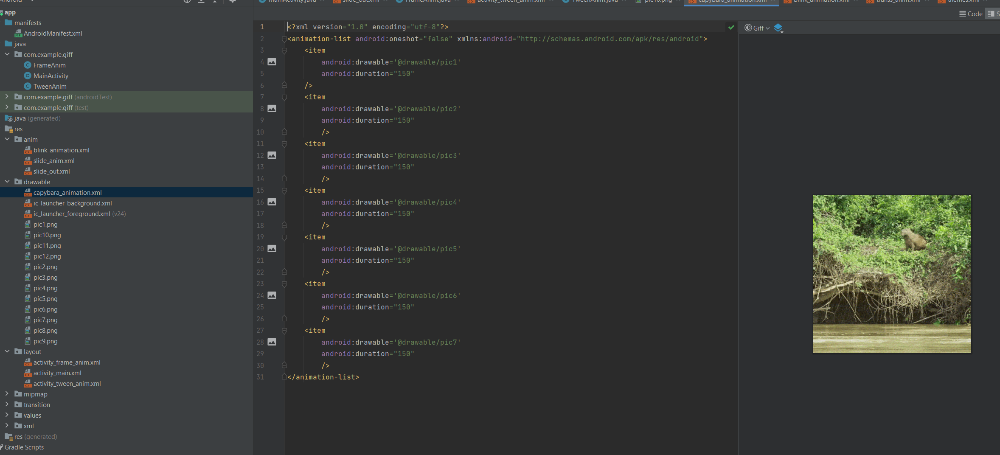 Android
app
manifests
AndroidManifest.xml
java
com.example.giff
FrameAnim
MainActivity
TweenAnim
com.example.giff (androidTest)
com.example.giff (test)
java (generated)
res
anim
blink_animation.xml
slide_anim.xml
slide_out.xml
drawable
capybara_animation.xml
ic_launcher_background.xml
ic_launcher_foreground.xml (v24)
pic1.png
pic10.png
pic11.png
pic12.png
pic2.png
pic3.png
pic4.png
pic5.png
pic6.png
pic7.png
pic8.png
pic9.png
layout
activity_frame_anim.xml
activity_main.xml
activity_tween_anim.xml
mipmap
transition
values
xml
res (generated)
Gradle Scripts
MainActivity.java slide_out.xml FrameAnim.java activity_tween_anim.xml TweenAnim.java pic10.png capybara_animation.xml blink_animation.xml transs_anim.xml themes.xml
Code S
Giff
1 <?xml version="1.0" encoding="utf-8"?>
2 <animation-list android:oneshot="false" xmlns:android="http://schemas.android.com/apk/res/android">
3 <item
4 android:drawable='@drawable/pic1'
5 android:duration="150"
6 />
7 <item
8 android:drawable='@drawable/pic2'
9 android:duration="150"
10 />
11 <item
12 android:drawable='@drawable/pic3'
13 android:duration="150"
14 />
15 <item
16 android:drawable='@drawable/pic4'
17 android:duration="150"
18 />
19 <item
20 android:drawable='@drawable/pic5'
21 android:duration="150"
22 />
23 <item
24 android:drawable='@drawable/pic6'
25 android:duration="150"
26 />
27 <item
28 android:drawable='@drawable/pic7'
29 android:duration="150"
30 />
31 </animation-list>